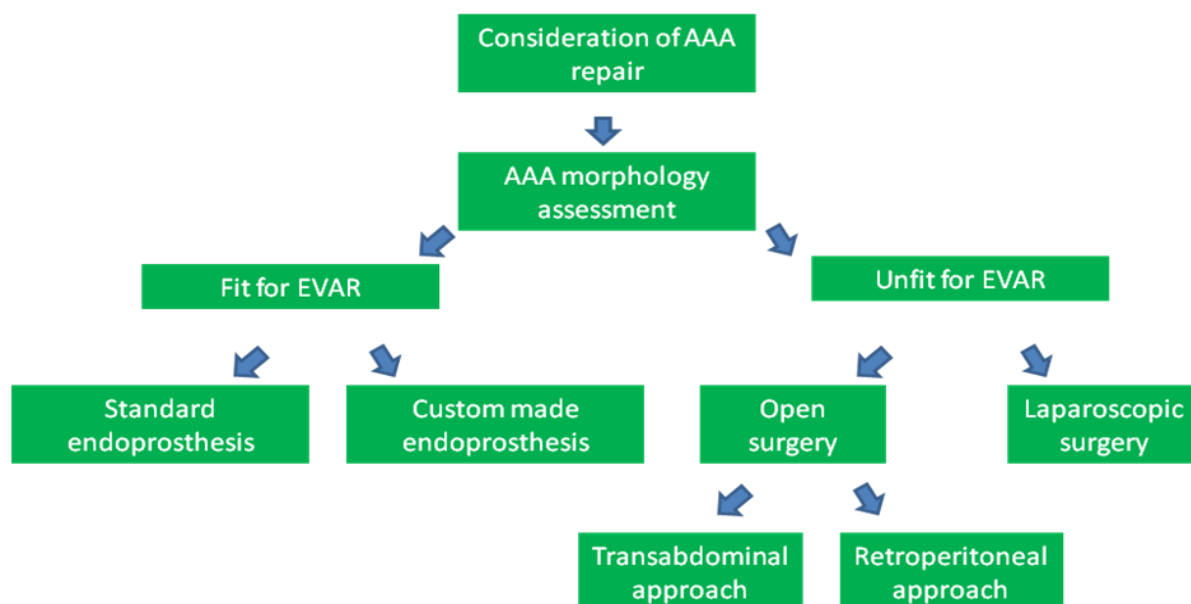 Consideration of AAA
repair
AAA morphology
assessment
Fit for EVAR
Unfit for EVAR
Standard
endoprosthesis
Custom made
endoprosthesis
Open
surgery
Laparoscopic
surgery
Transabdominal
approach
Retroperitoneal
approach